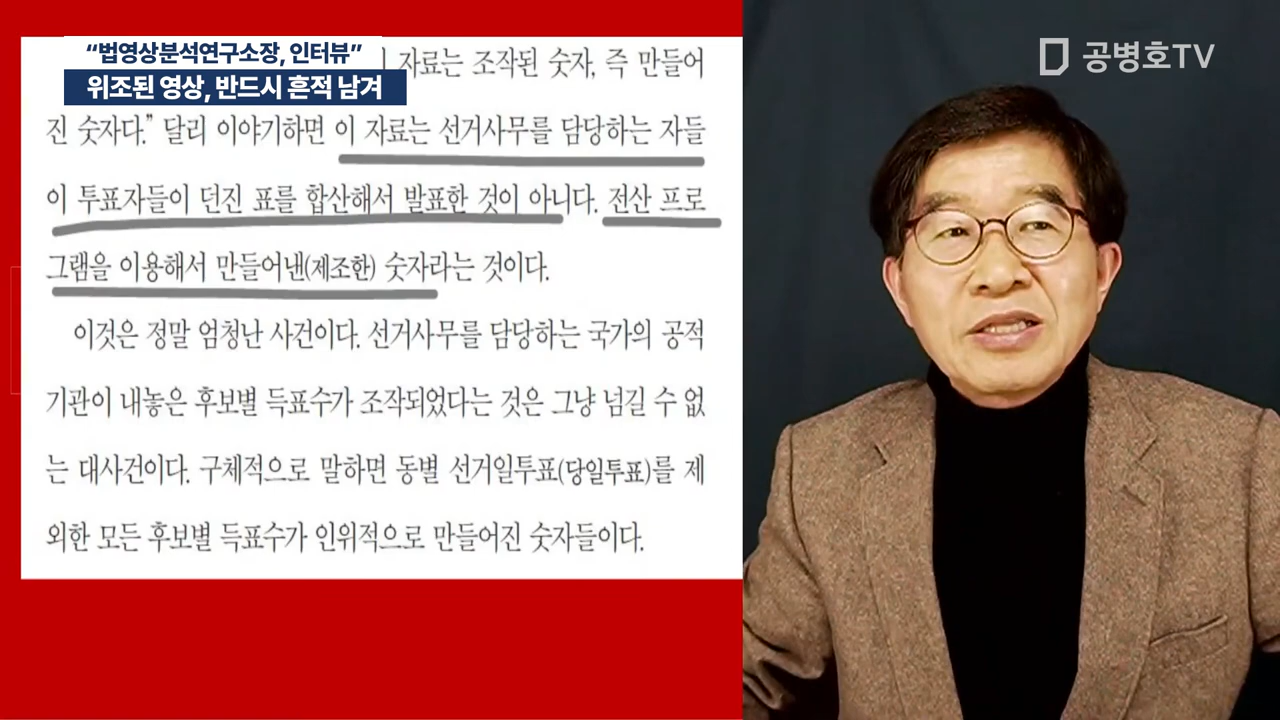 “법영상분석연구소장, 인터뷰”
위조된 영상, 반드시 흔적 남겨
공병호TV
자료는 조작된 숫자, 즉 만들어
진 숫자다.” 달리 이야기하면 이 자료는 선거사무를 담당하는 자들
이 투표자들이 던진 표를 합산해서 발표한 것이 아니다. 전산 프로
그램을 이용해서 만들어낸(제조한) 숫자라는 것이다.
이것은 정말 엄청난 사건이다. 선거사무를 담당하는 국가의 공적
기관이 내놓은 후보별 득표수가 조작되었다는 것은 그냥 넘길 수 없
는 대사건이다. 구체적으로 말하면 동별 선거일투표(당일투표)를 제
외한 모든 후보별 득표수가 인위적으로 만들어진 숫자들이다.